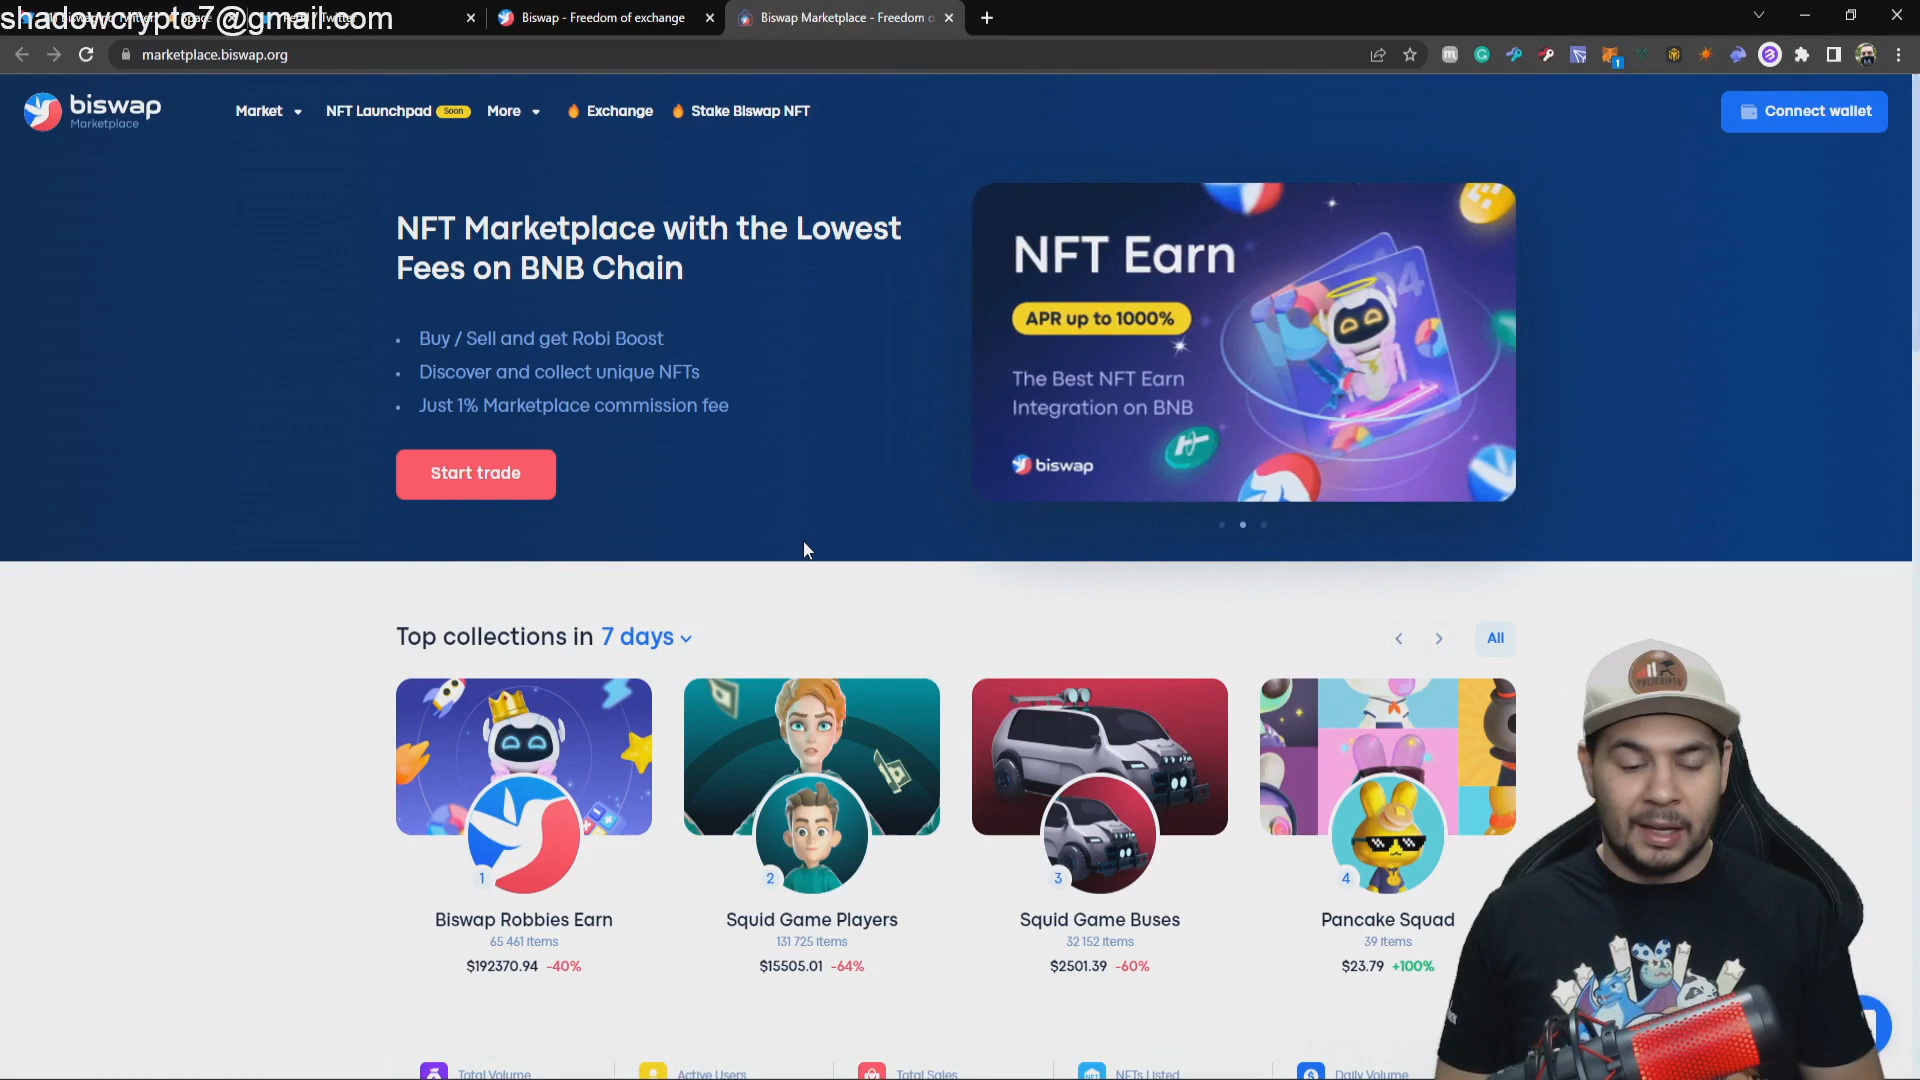 shadowcrypto7@gmail.com
Biswap - Freedom of exchange
Biswap Marketplace - Freedom
marketplace.biswap.org
1
biswap
Marketplace
Market
NFT Launchpad Soon
More
Exchange
Stake Biswap NFT
Connect wallet
NFT Marketplace with the Lowest
Fees on BNB Chain
Buy / Sell and get Robi Boost
Discover and collect unique NFTs
Just 1% Marketplace commission fee
Start trade
NFT Earn
APR up to 1000%
The Best NFT Earn
Integration on BNB
biswap
Top collections in 7 days
All
1
2
3
4
Biswap Robbies Earn
65 461 Items
$192370.94 -40%
Squid Game Players
131 725 Items
$15505.01 -64%
Squid Game Buses
32 152 Items
$2501.39 -60%
Pancake Squad
39 Items
$23.79 +100%
Total Volume
Active Users
Total Sales
NFTs Listed
Daily Volume